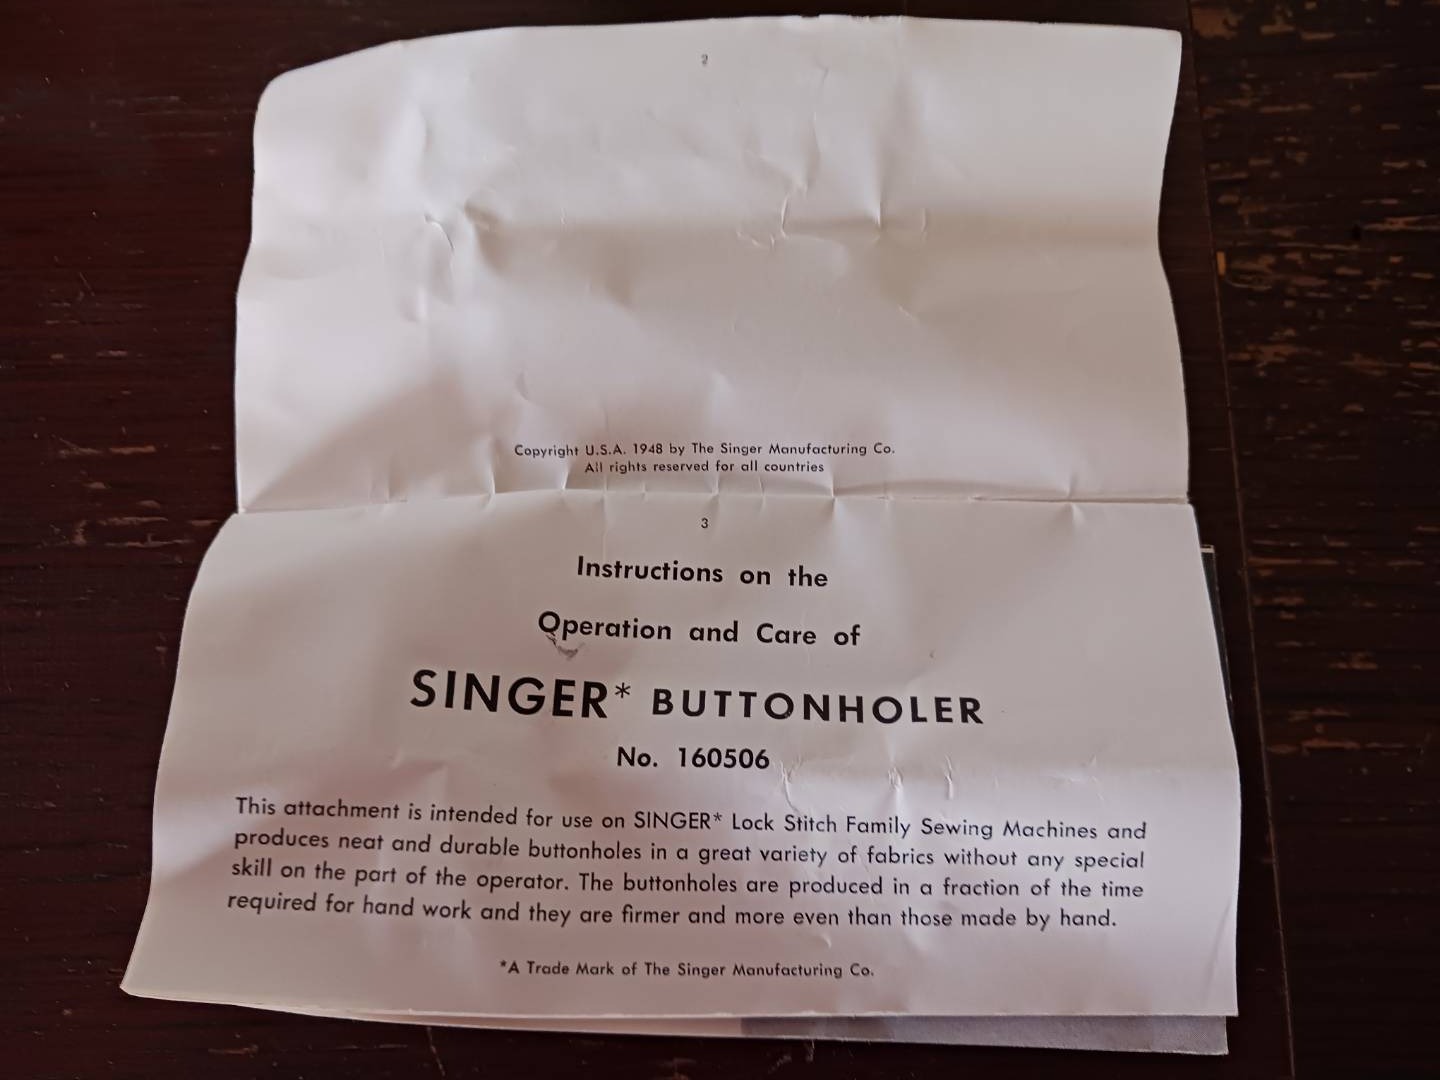 2
Copyright U.S.A. 1948 by The Singer Manufacturing Co.
All rights reserved for all countries
3
Instructions on the
Operation and Care of
SINGER* BUTTONHOLER
No. 160506
This attachment is intended for use on SINGER* Lock Stitch Family Sewing Machines and
produces neat and durable buttonholes in a great variety of fabrics without any special
skill on the part of the operator. The buttonholes are produced in a fraction of the time
required for hand work and they are firmer and more even than those made by hand.
*A Trade Mark of The Singer Manufacturing Co.